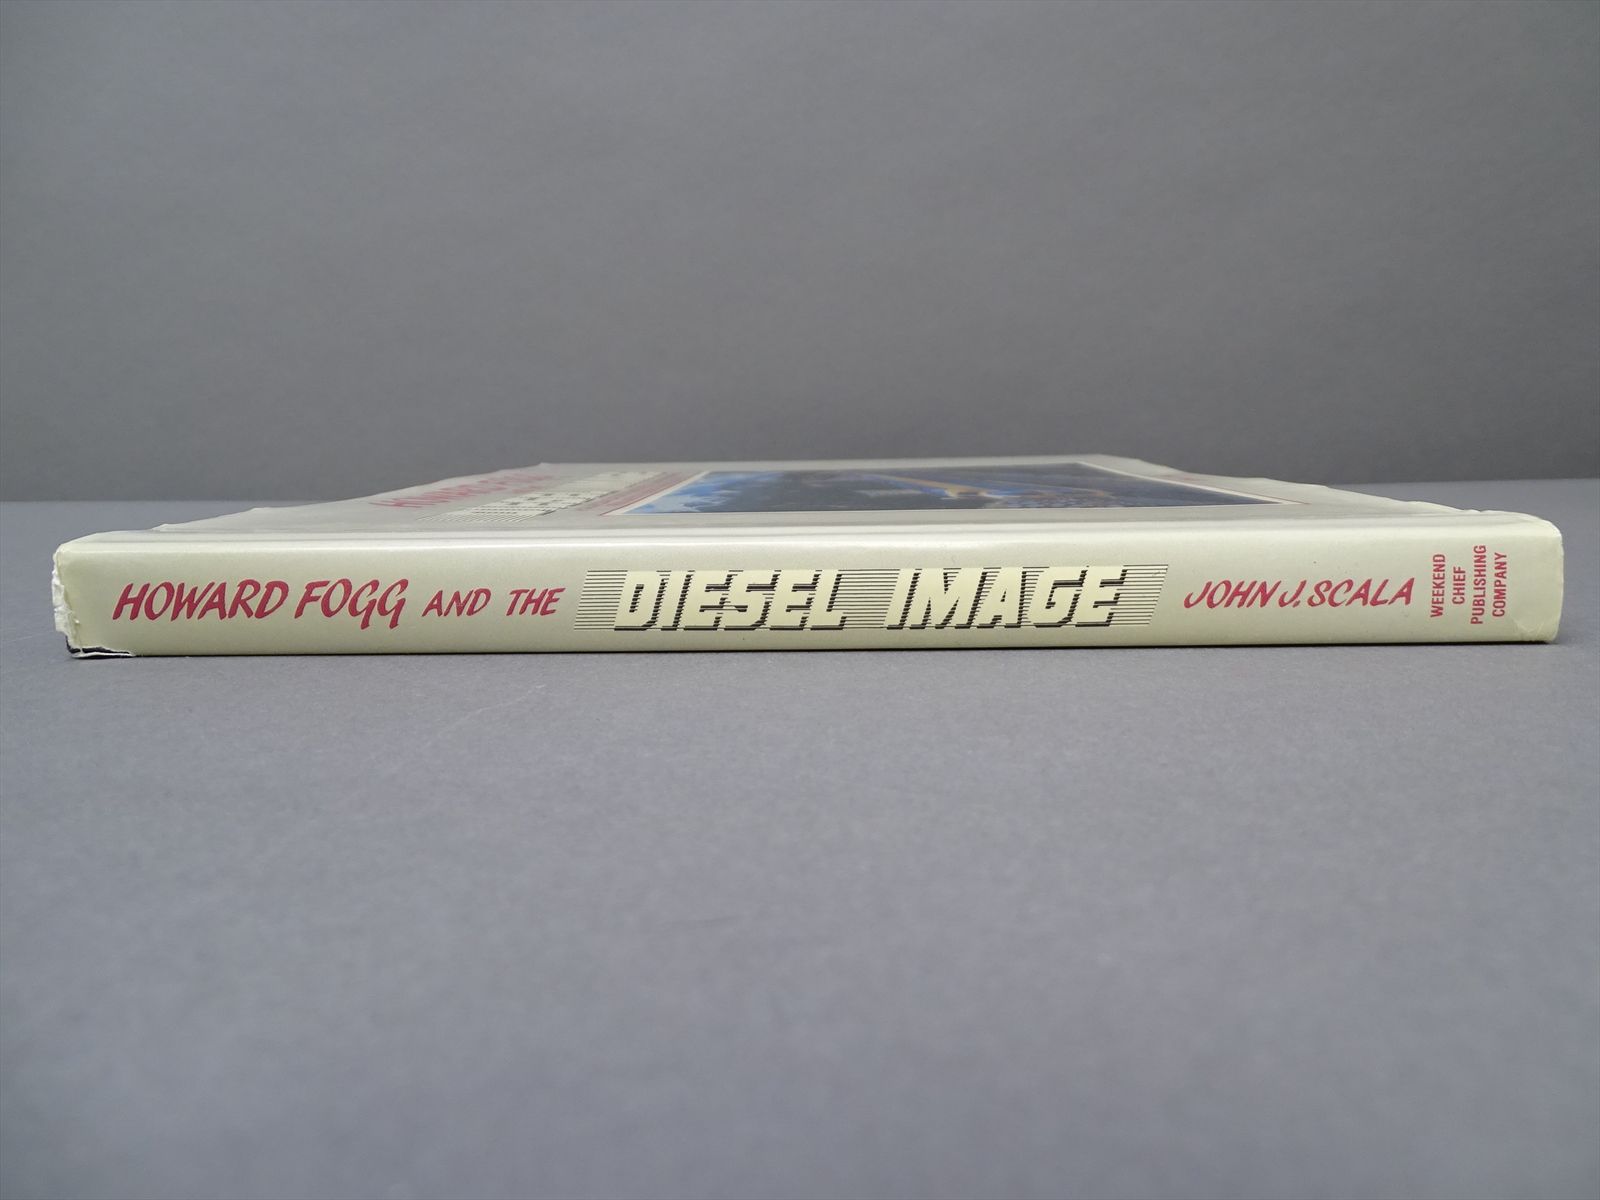 HOWARD FOGG AND THE DIESEL IMAGE JOHN J. SCALA
WEEKEND
CHIEF
PUBLISHING
COMPANY